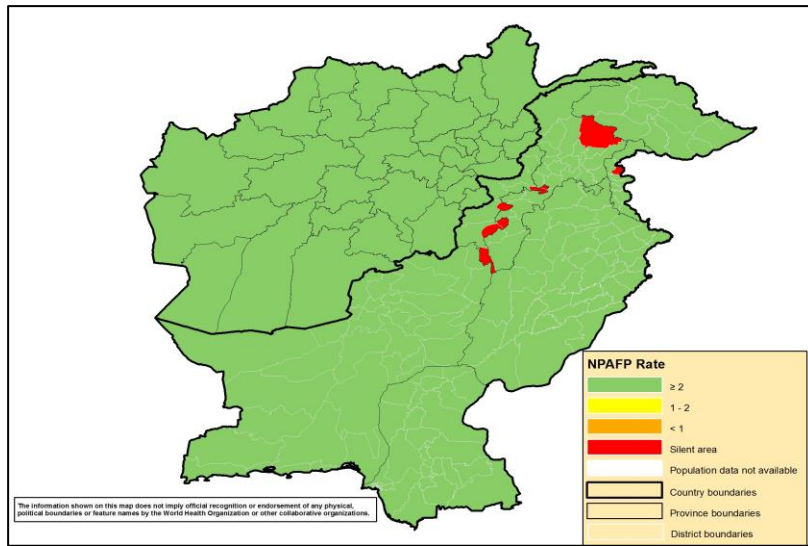 NPAFP Rate
≥ 2
1 - 2
< 1
Silent area
Population data not available
Country boundaries
Province boundaries
District boundaries
The information shown on this map does not imply official recognition or endorsement of any physical,
political boundaries or feature names by the World Health Organization or other collaborative organizations.